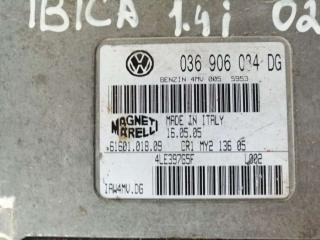 IBICA 1.4i 02
036 906 034 DG
BENZIN 4MV 005 5953
MAGNETI MARELLI
MADE IN ITALY
16.05.05
61601.018.09 CR1 MY2 136 05
4LE39765F L002
IAW4MV.DG